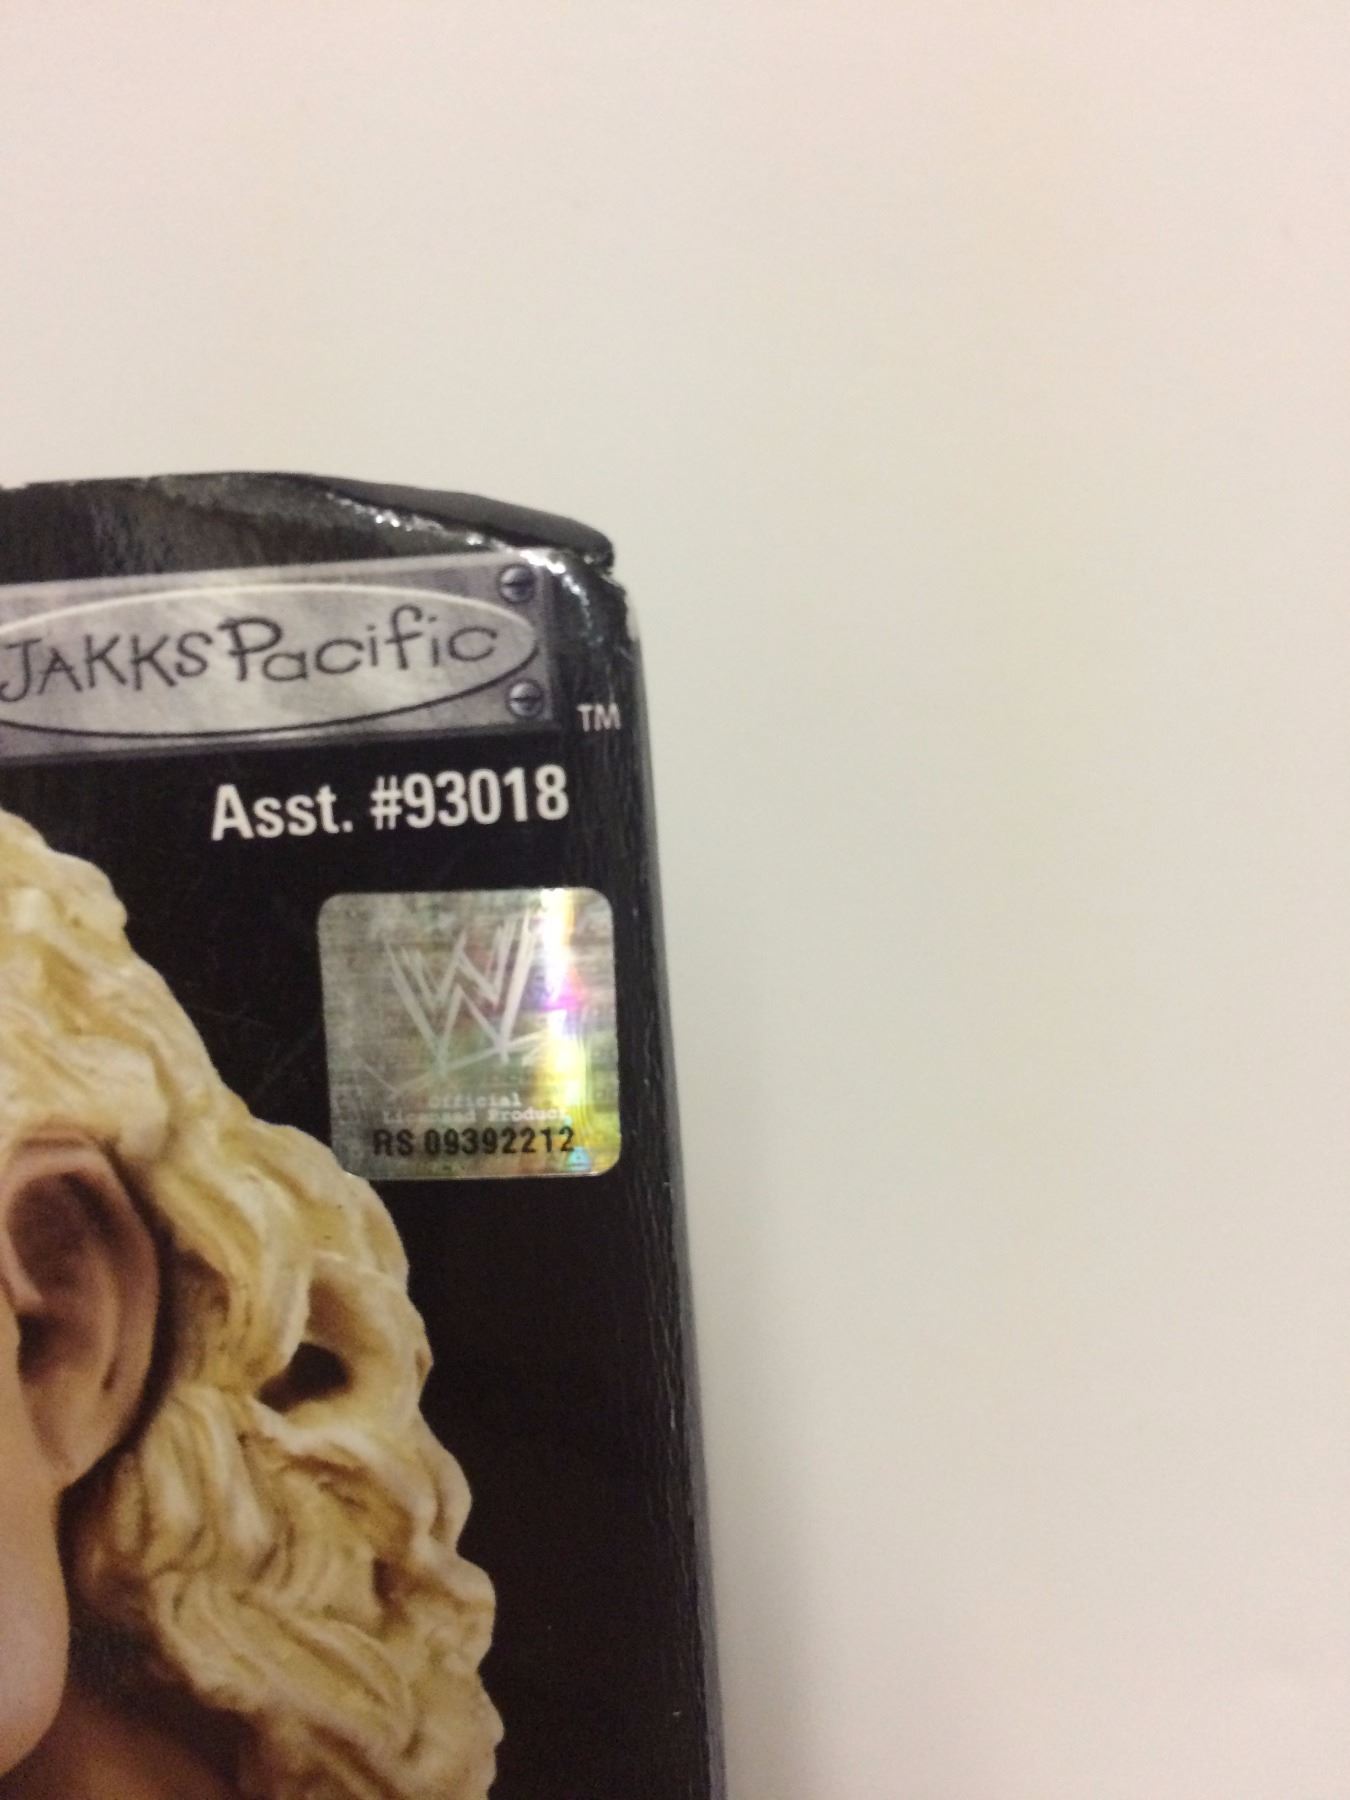 JAKKS Pacific
TM
Asst. #93018
W
Official
Licensed Product
RS 09392212